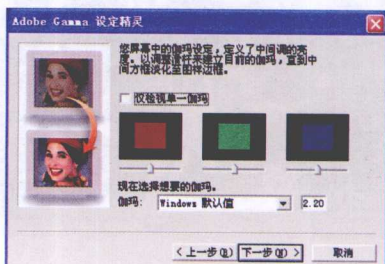 Adobe Gamma 设定精灵
您屏幕中的伽玛设定，定义了中间调的亮
度。以调整滑杆来建立目前的伽玛，直到中
间方框淡化至图样边框。
仅检视单一伽玛
现在选择想要的伽玛。
伽玛： Windows 默认值 2.20
<上一步(B) 下一步(N)> 取消